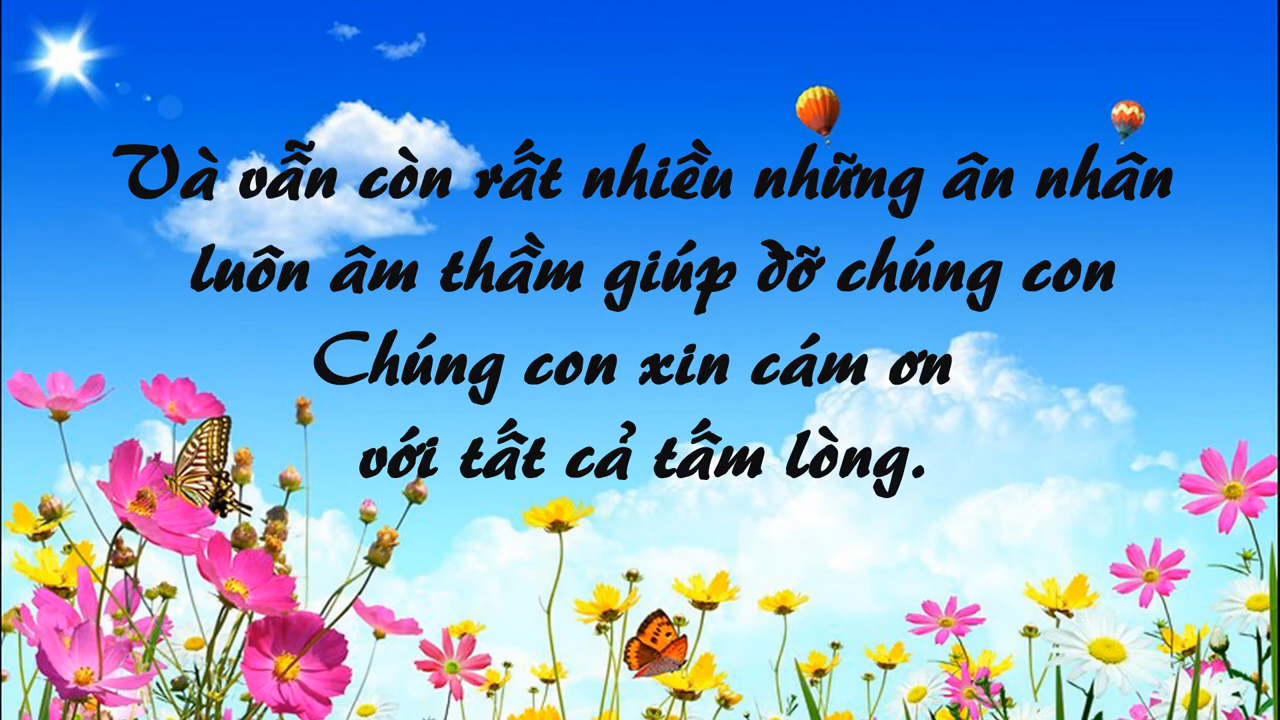 Và vẫn còn rất nhiều những ân nhân
luôn âm thầm giúp đỡ chúng con
Chúng con xin cám ơn
với tất cả tấm lòng.